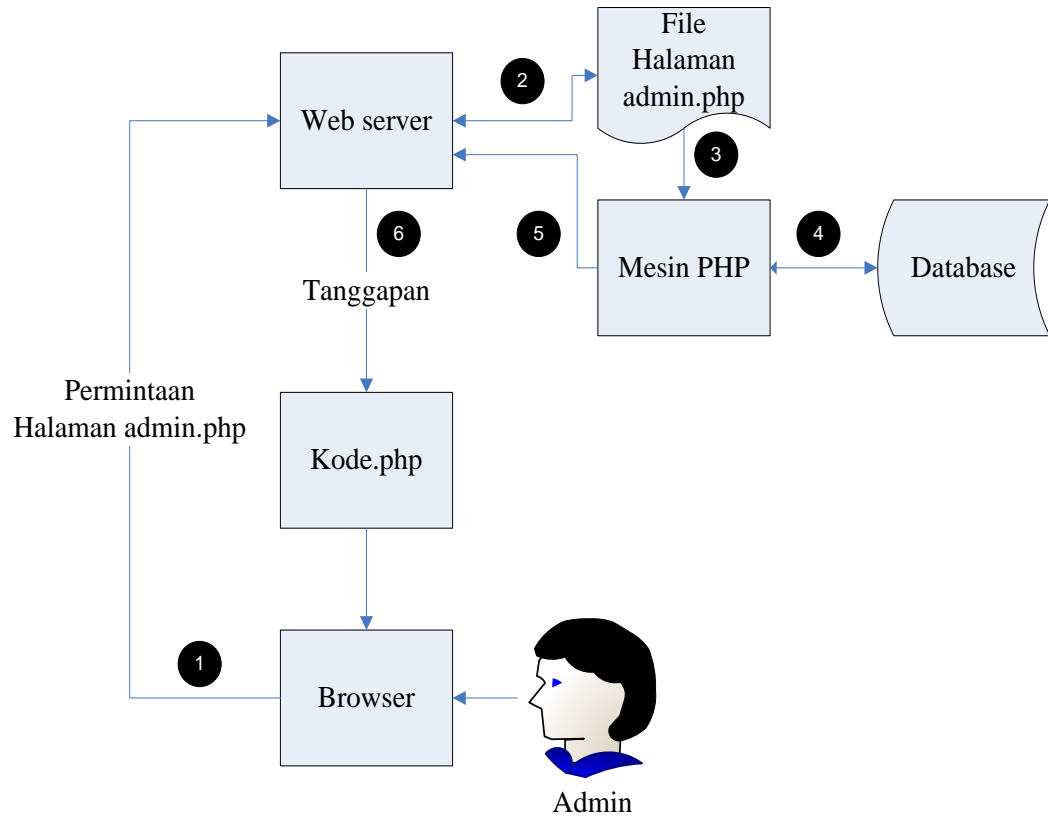 File
Halaman
admin.php
2
Web server
3
6
5
4
Mesin PHP
Database
Tanggapan
Permintaan
Halaman admin.php
Kode.php
1
Browser
Admin